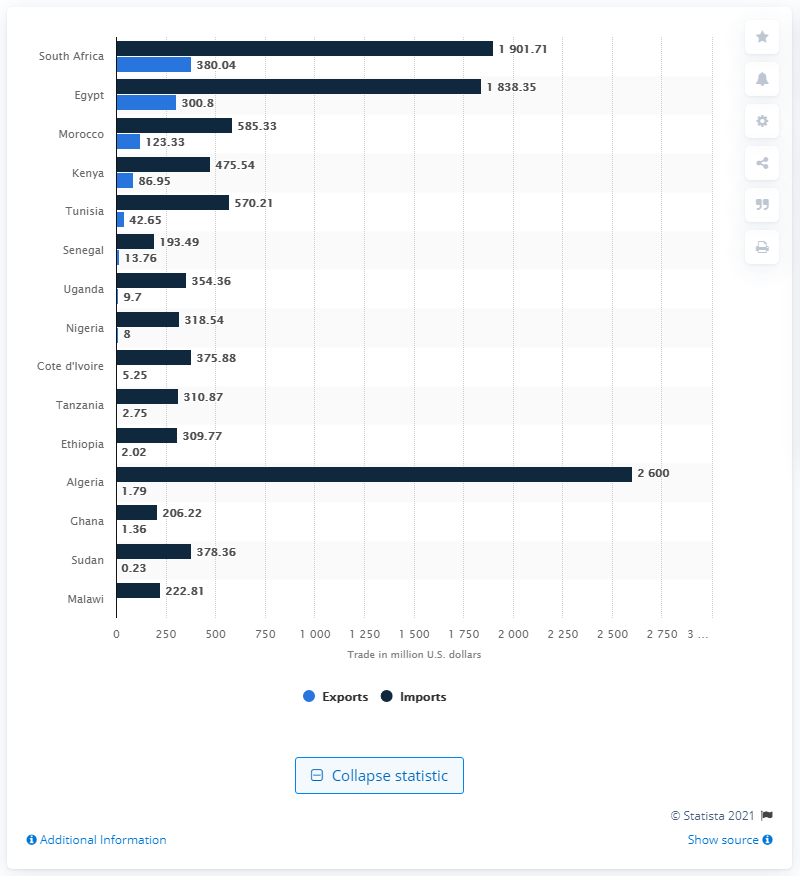 South Africa 1 901.71
380.04
Egypt 1 838.35
300.8
Morocco 585.33
123.33
Kenya 475.54
86.95
Tunisia 570.21
42.65
Senegal 193.49
13.76
Uganda 354.36
9.7
Nigeria 318.54
8
Cote d'Ivoire 375.88
5.25
Tanzania 310.87
2.75
Ethiopia 309.77
2.02
Algeria 2 600
1.79
Ghana 206.22
1.36
Sudan 378.36
0.23
Malawi 222.81
0 250 500 750 1 000 1 250 1 500 1 750 2 000 2 250 2 500 2 750 3 ...
Trade in million U.S. dollars
Exports Imports
Collapse statistic
© Statista 2021
Additional Information Show source